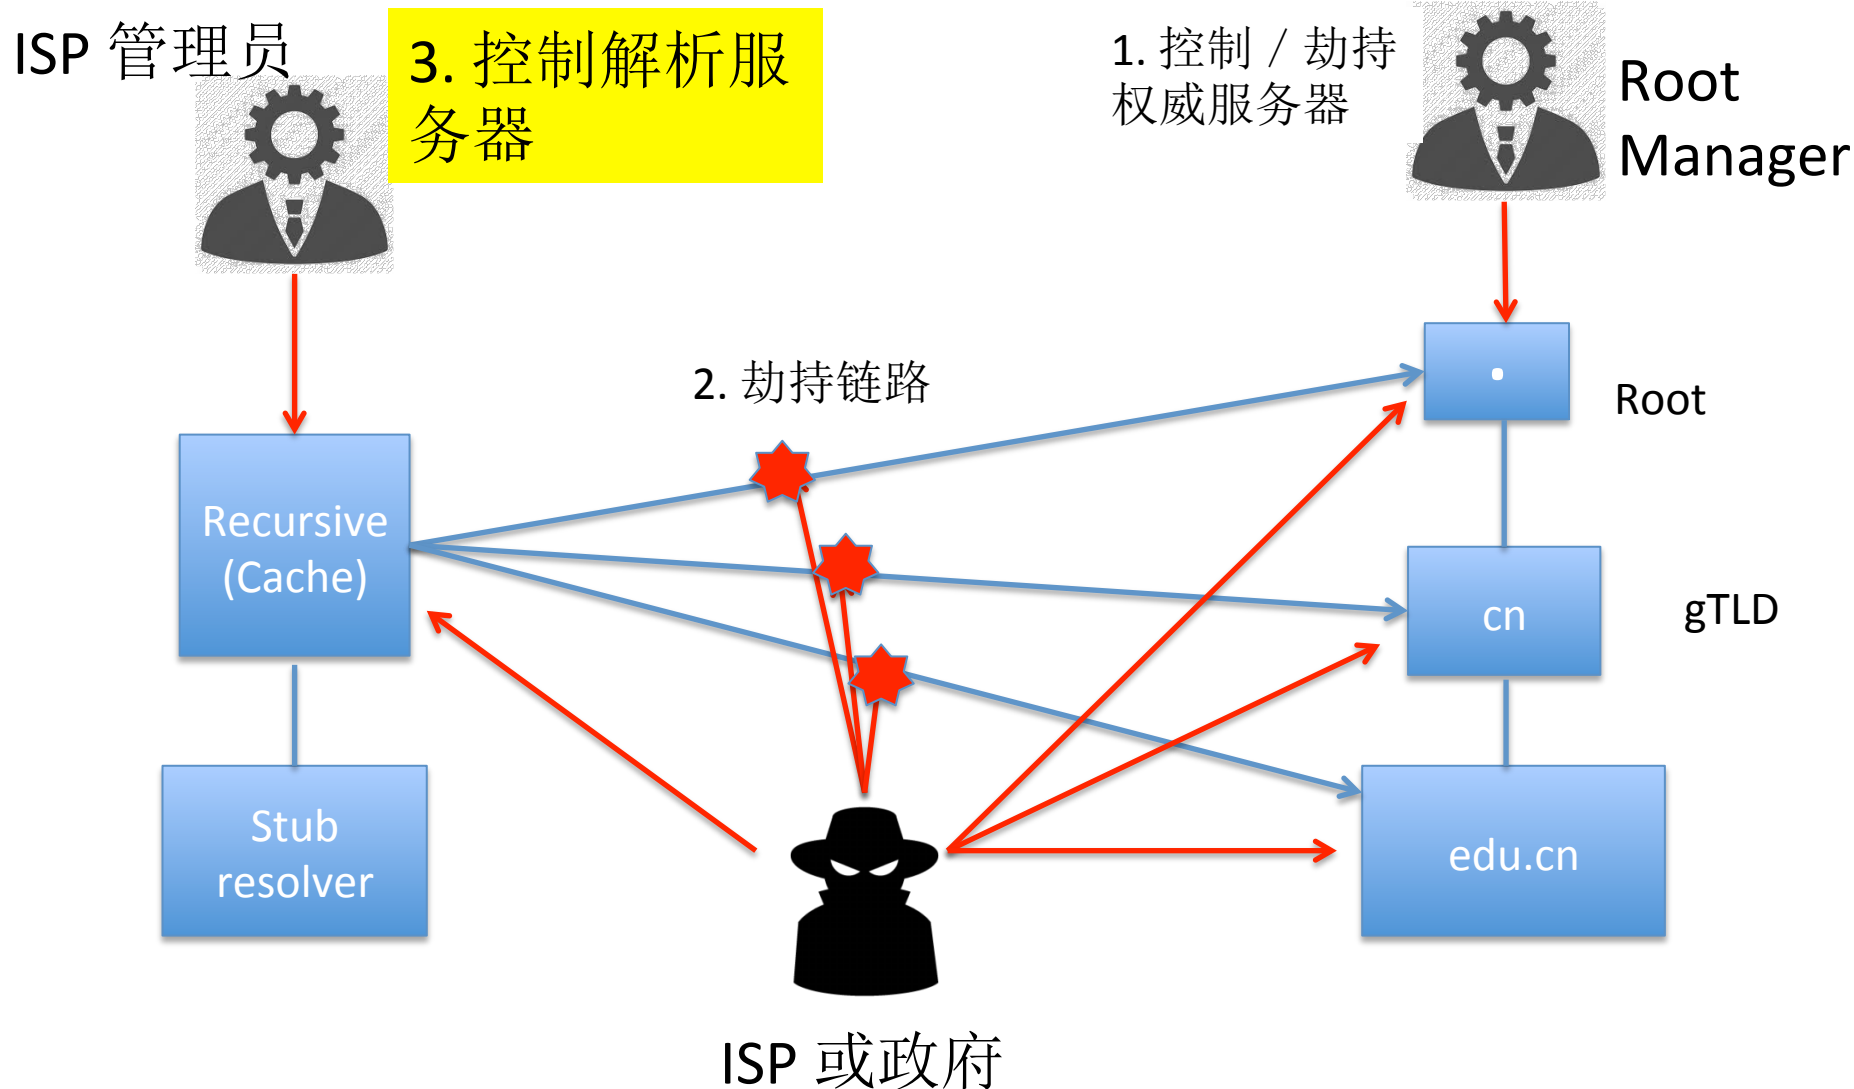 ISP 管理员
3. 控制解析服
务器
1. 控制 / 劫持
权威服务器
Root
Manager
2. 劫持链路
.
Root
Recursive
(Cache)
cn
gTLD
Stub
resolver
edu.cn
ISP 或政府